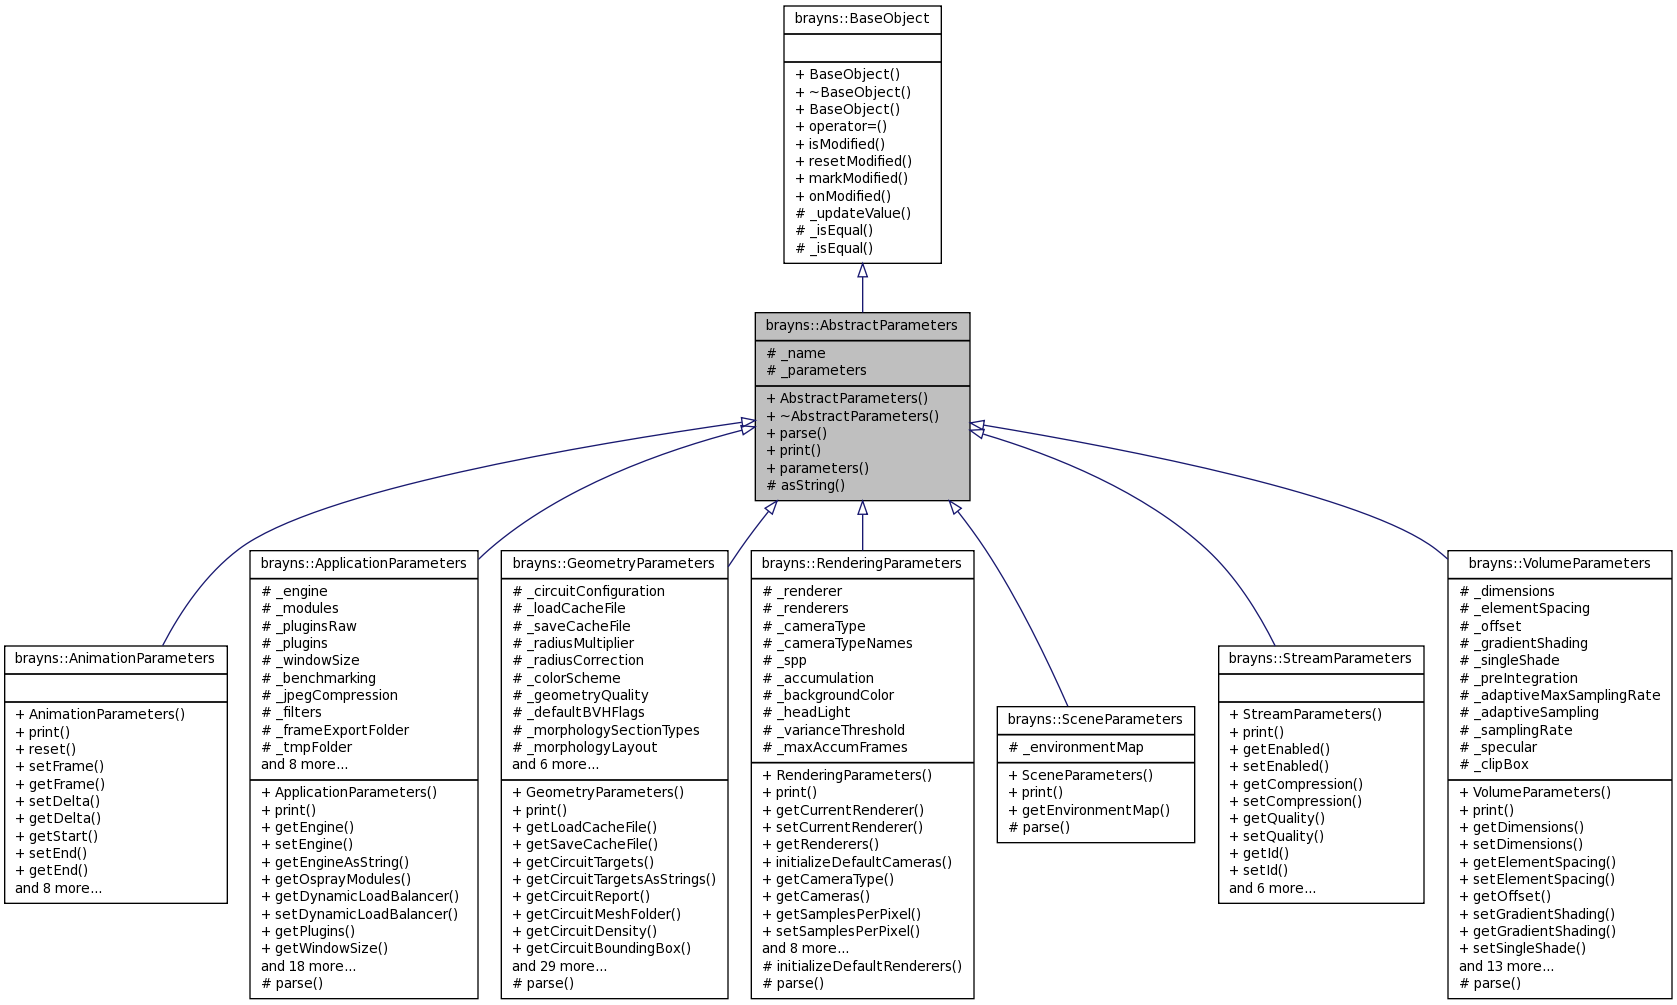 brayns::BaseObject
+ BaseObject()
+ ~BaseObject()
+ BaseObject()
+ operator=()
+ isModified()
+ resetModified()
+ markModified()
+ onModified()
# _updateValue()
# _isEqual()
# _isEqual()
brayns::AbstractParameters
# _name
# _parameters
+ AbstractParameters()
+ ~AbstractParameters()
+ parse()
+ print()
+ parameters()
# asString()
brayns::AnimationParameters
+ AnimationParameters()
+ print()
+ reset()
+ setFrame()
+ getFrame()
+ setDelta()
+ getDelta()
+ getStart()
+ setEnd()
+ getEnd()
and 8 more...
brayns::ApplicationParameters
# _engine
# _modules
# _pluginsRaw
# _plugins
# _windowSize
# _benchmarking
# _jpegCompression
# _filters
# _frameExportFolder
# _tmpFolder
and 8 more...
+ ApplicationParameters()
+ print()
+ getEngine()
+ setEngine()
+ getEngineAsString()
+ getOsprayModules()
+ getDynamicLoadBalancer()
+ setDynamicLoadBalancer()
+ getPlugins()
+ getWindowSize()
and 18 more...
# parse()
brayns::GeometryParameters
# _circuitConfiguration
# _loadCacheFile
# _saveCacheFile
# _radiusMultiplier
# _radiusCorrection
# _colorScheme
# _geometryQuality
# _defaultBVHFlags
# _morphologySectionTypes
# _morphologyLayout
and 6 more...
+ GeometryParameters()
+ print()
+ getLoadCacheFile()
+ getSaveCacheFile()
+ getCircuitTargets()
+ getCircuitTargetsAsStrings()
+ getCircuitReport()
+ getCircuitMeshFolder()
+ getCircuitDensity()
+ getCircuitBoundingBox()
and 29 more...
# parse()
brayns::RenderingParameters
# _renderer
# _renderers
# _cameraType
# _cameraTypeNames
# _spp
# _accumulation
# _backgroundColor
# _headLight
# _varianceThreshold
# _maxAccumFrames
+ RenderingParameters()
+ print()
+ getCurrentRenderer()
+ setCurrentRenderer()
+ getRenderers()
+ initializeDefaultCameras()
+ getCameraType()
+ getCameras()
+ getSamplesPerPixel()
+ setSamplesPerPixel()
and 8 more...
# initializeDefaultRenderers()
# parse()
brayns::SceneParameters
# _environmentMap
+ SceneParameters()
+ print()
+ getEnvironmentMap()
# parse()
brayns::StreamParameters
+ StreamParameters()
+ print()
+ getEnabled()
+ setEnabled()
+ getCompression()
+ setCompression()
+ getQuality()
+ setQuality()
+ getId()
+ setId()
and 6 more...
brayns::VolumeParameters
# _dimensions
# _elementSpacing
# _offset
# _gradientShading
# _singleShade
# _preIntegration
# _adaptiveMaxSamplingRate
# _adaptiveSampling
# _samplingRate
# _specular
# _clipBox
+ VolumeParameters()
+ print()
+ getDimensions()
+ setDimensions()
+ getElementSpacing()
+ setElementSpacing()
+ getOffset()
+ setGradientShading()
+ getGradientShading()
+ setSingleShade()
and 13 more...
# parse()